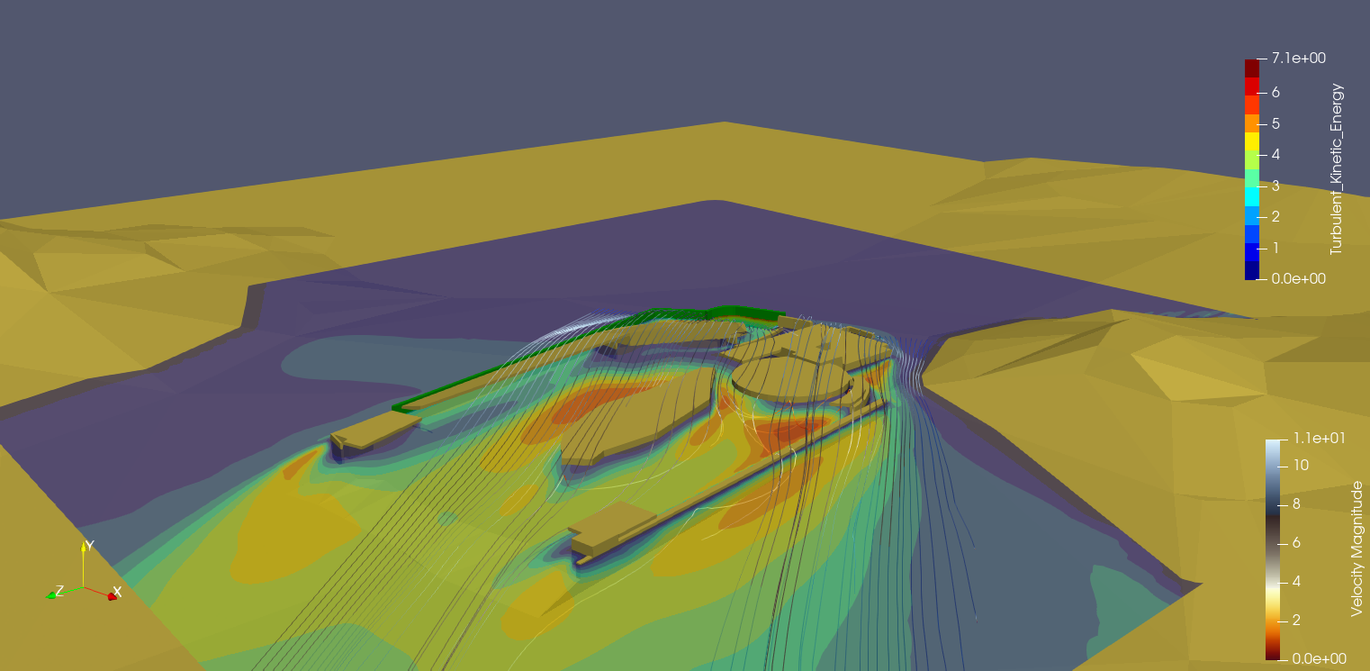 7.1e+00
6
5
4
3
2
1
0.0e+00
Turbulent_Kinetic_Energy
1.1e+01
10
8
6
4
2
0.0e+00
Velocity Magnitude
Y
Z
X